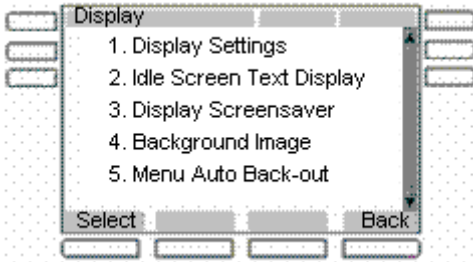 Display
1. Display Settings
2. Idle Screen Text Display
3. Display Screensaver
4. Background Image
5. Menu Auto Back-out
Select Back